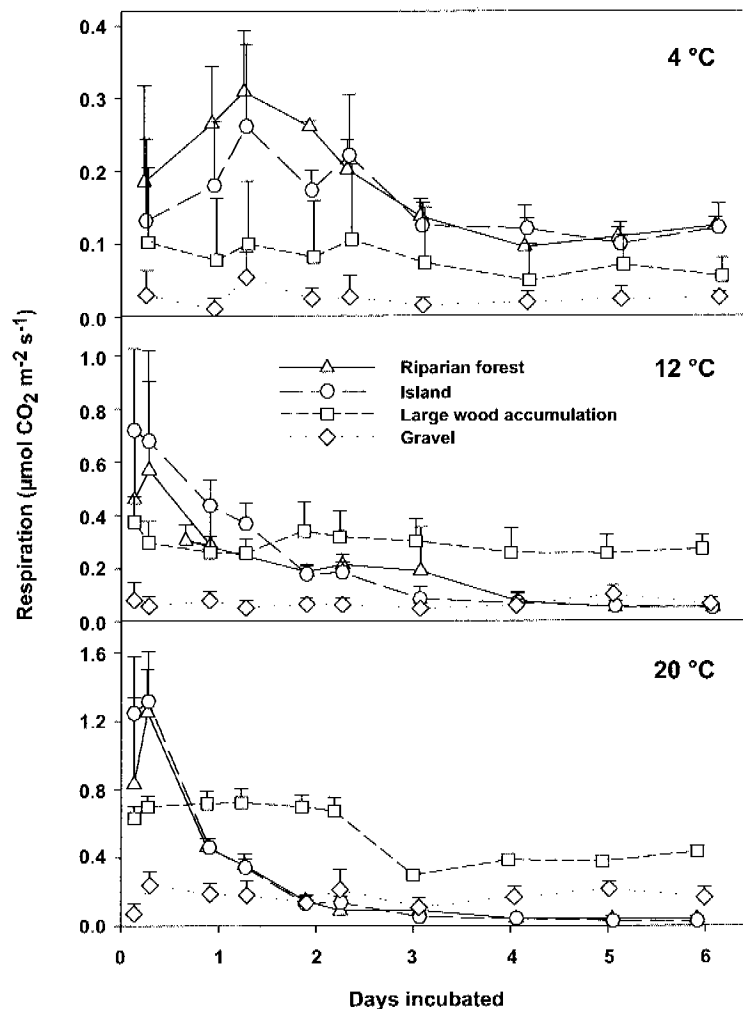 0.4
4 °C
0.3
0.2
0.1
0.0
1.0
12 °C
Riparian forest
Island
0.8
Large wood accumulation
Gravel
0.6
0.4
0.2
0.0
1.6
20 °C
1.2
0.8
0.4
0.0
0 1 2 3 4 5 6
Days incubated
Respiration (μmol CO₂ m⁻² s⁻¹)